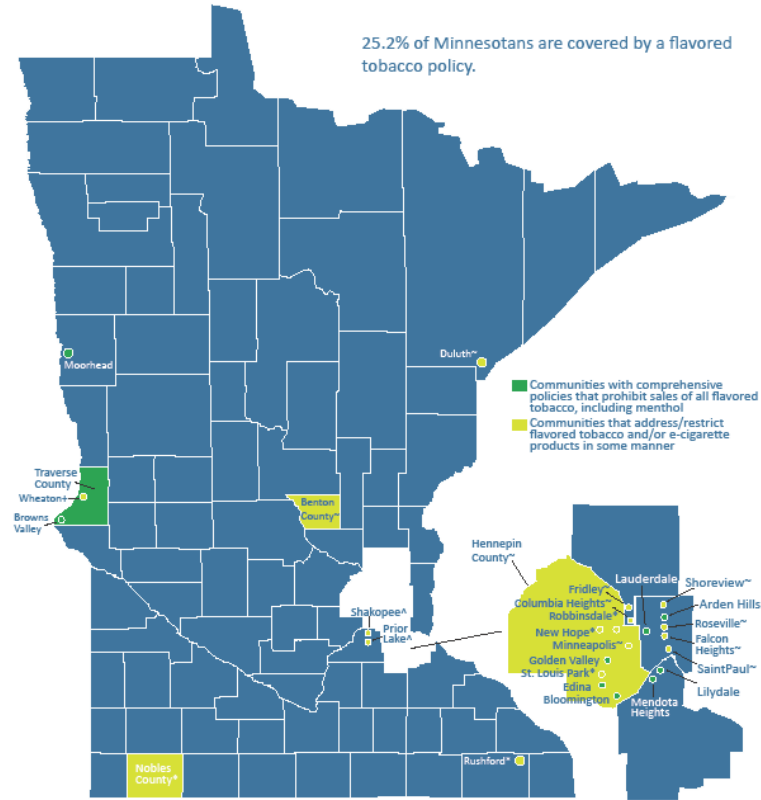 25.2% of Minnesotans are covered by a flavored
tobacco policy.
Moorhead
Duluth~
Communities with comprehensive
policies that prohibit sales of all flavored
tobacco, including menthol
Communities that address/restrict
flavored tobacco and/or e-cigarette
products in some manner
Traverse
County
Wheaton+
Browns
Valley
Benton
County~
Hennepin
County~
Shakopee^
Prior
Lake^
Fridley~
Columbia Heights~
Robbinsdale*
New Hope*
Minneapolis~
Golden Valley
St. Louis Park*
Edina
Bloomington
Lauderdale
Shoreview~
Arden Hills
Roseville~
Falcon
Heights~
SaintPaul~
Lilydale
Mendota
Heights
Nobles
County*
Rushford*